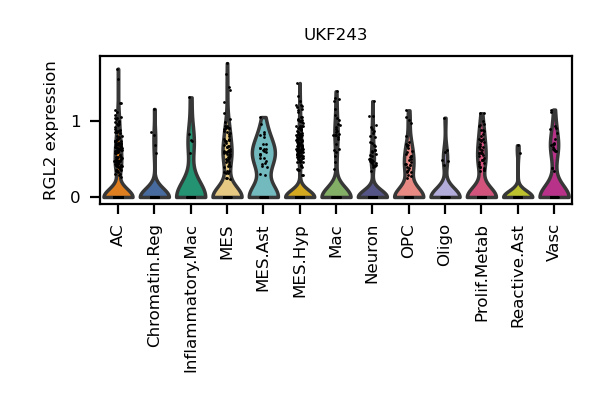 UKF243
RGL2 expression
1
0
AC
Chromatin.Reg
Inflammatory.Mac
MES
MES.Ast
MES.Hyp
Mac
Neuron
OPC
Oligo
Prolif.Metab
Reactive.Ast
Vasc